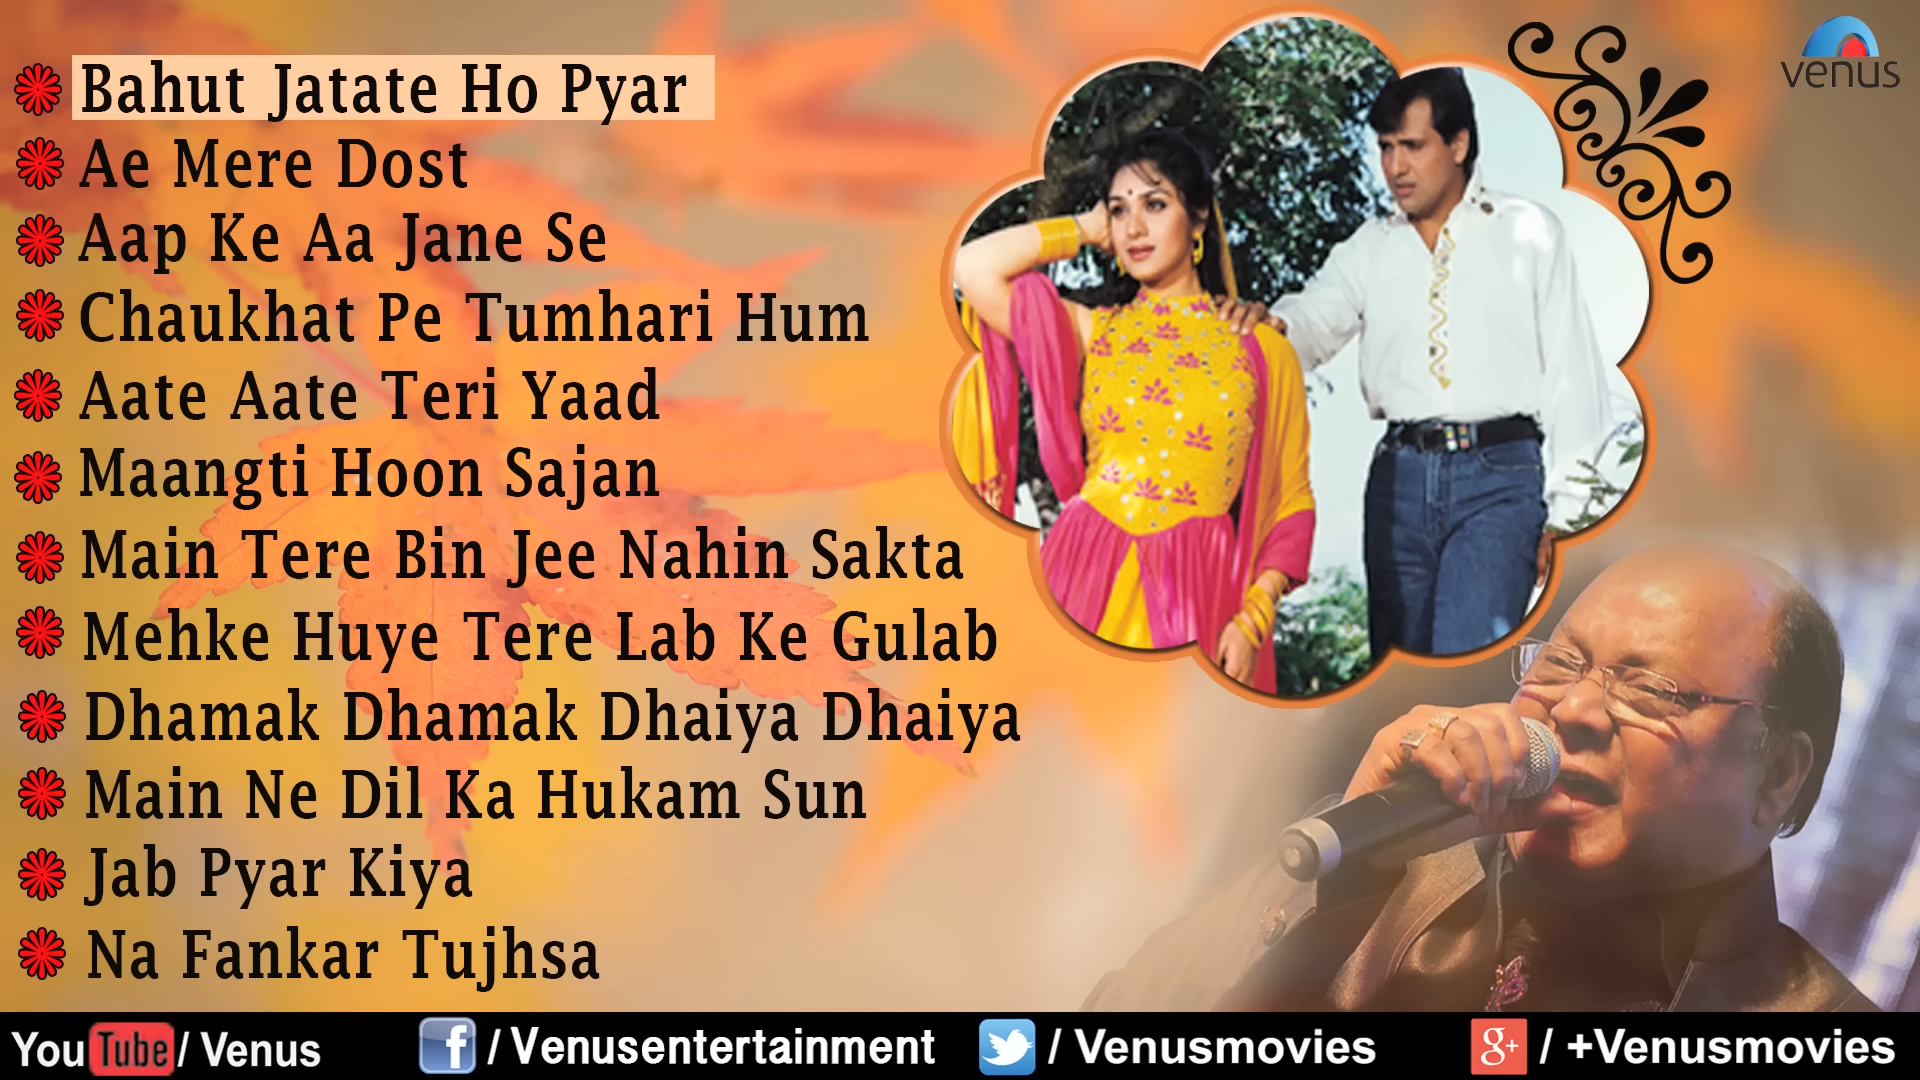 Bahut Jatate Ho Pyar
Ae Mere Dost
Aap Ke Aa Jane Se
Chaukhat Pe Tumhari Hum
Aate Aate Teri Yaad
Maangti Hoon Sajan
Main Tere Bin Jee Nahin Sakta
Mehke Huye Tere Lab Ke Gulab
Dhamak Dhamak Dhaiya Dhaiya
Main Ne Dil Ka Hukam Sun
Jab Pyar Kiya
Na Fankar Tujhsa
venus
YouTube / Venus
f / Venusentertainment
/ Venusmovies
g+ / +Venusmovies